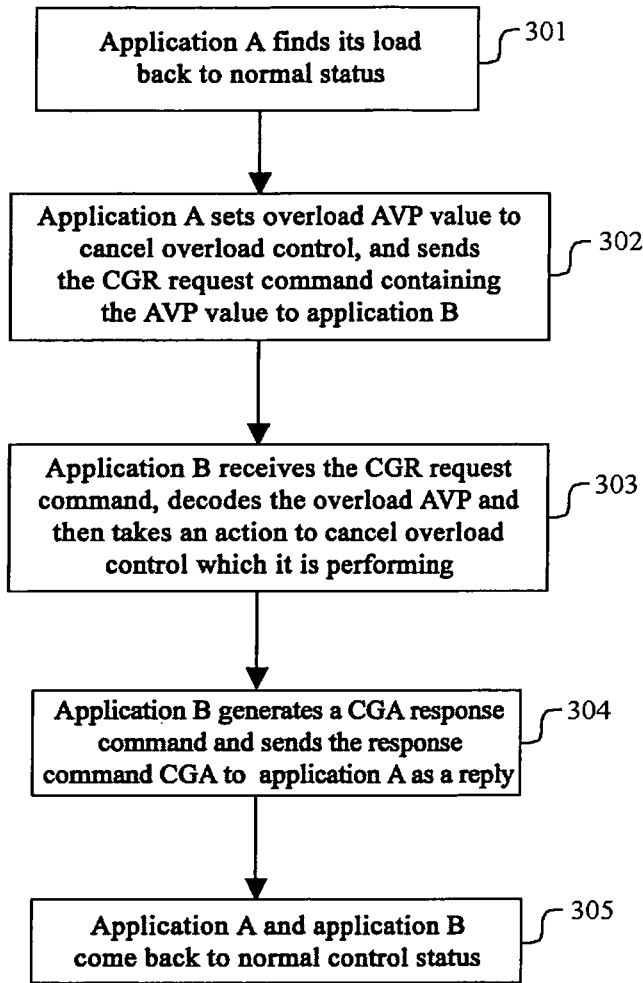 Application A finds its load
back to normal status
301
Application A sets overload AVP value to
cancel overload control, and sends
the CGR request command containing
the AVP value to application B
302
Application B receives the CGR request
command, decodes the overload AVP and
then takes an action to cancel overload
control which it is performing
303
Application B generates a CGA response
command and sends the response
command CGA to application A as a reply
304
Application A and application B
come back to normal control status
305